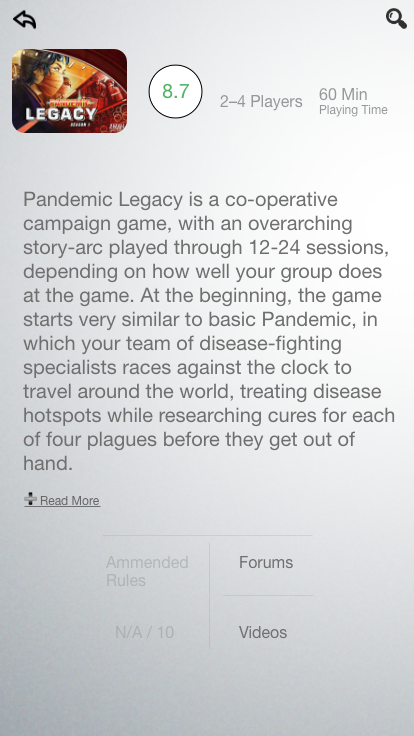 PANDEMIC
LEGACY
SEASON 1
8.7
2–4 Players
60 Min
Playing Time
Pandemic Legacy is a co-operative
campaign game, with an overarching
story-arc played through 12-24 sessions,
depending on how well your group does
at the game. At the beginning, the game
starts very similar to basic Pandemic, in
which your team of disease-fighting
specialists races against the clock to
travel around the world, treating disease
hotspots while researching cures for each
of four plagues before they get out of
hand.
Read More
Ammended
Rules
Forums
N/A / 10
Videos